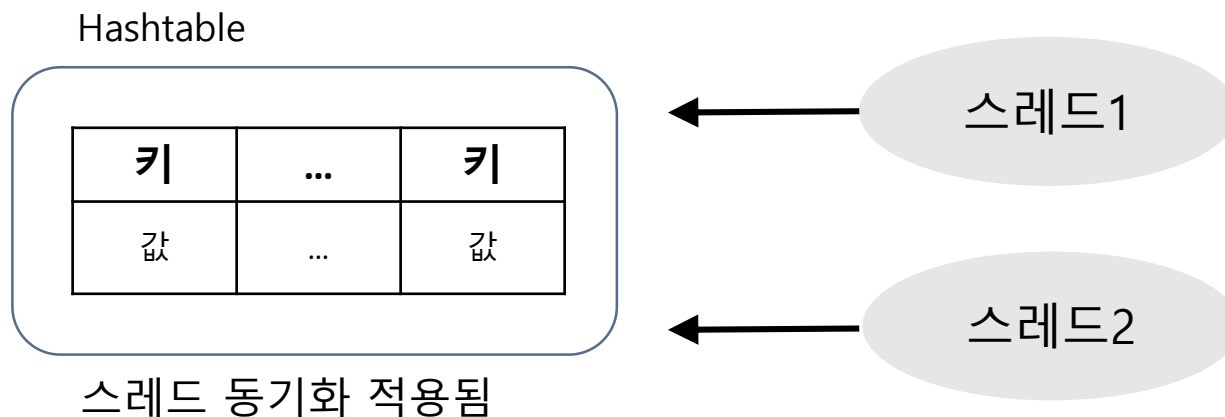 Hashtable
키 ... 키
값 ... 값
스레드1
스레드2
스레드 동기화 적용됨